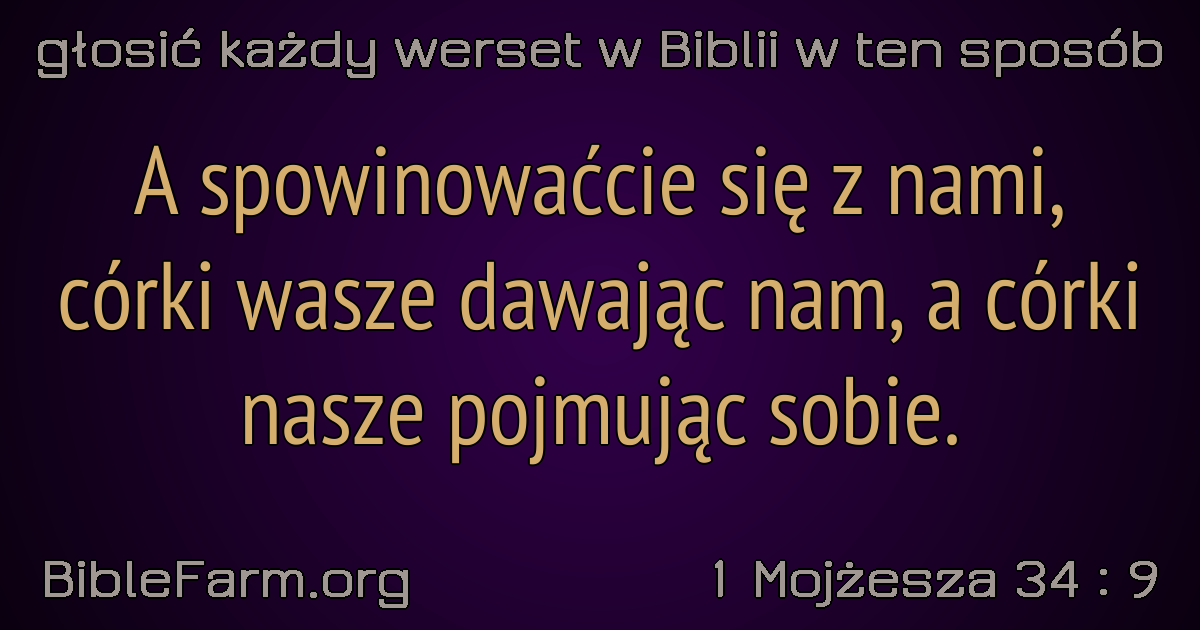 głosić każdy werset w Biblii w ten sposób
A spowinowaćcie się z nami,
córki wasze dawając nam, a córki
nasze pojmując sobie.
BibleFarm.org
1 Mojżesza 34 : 9